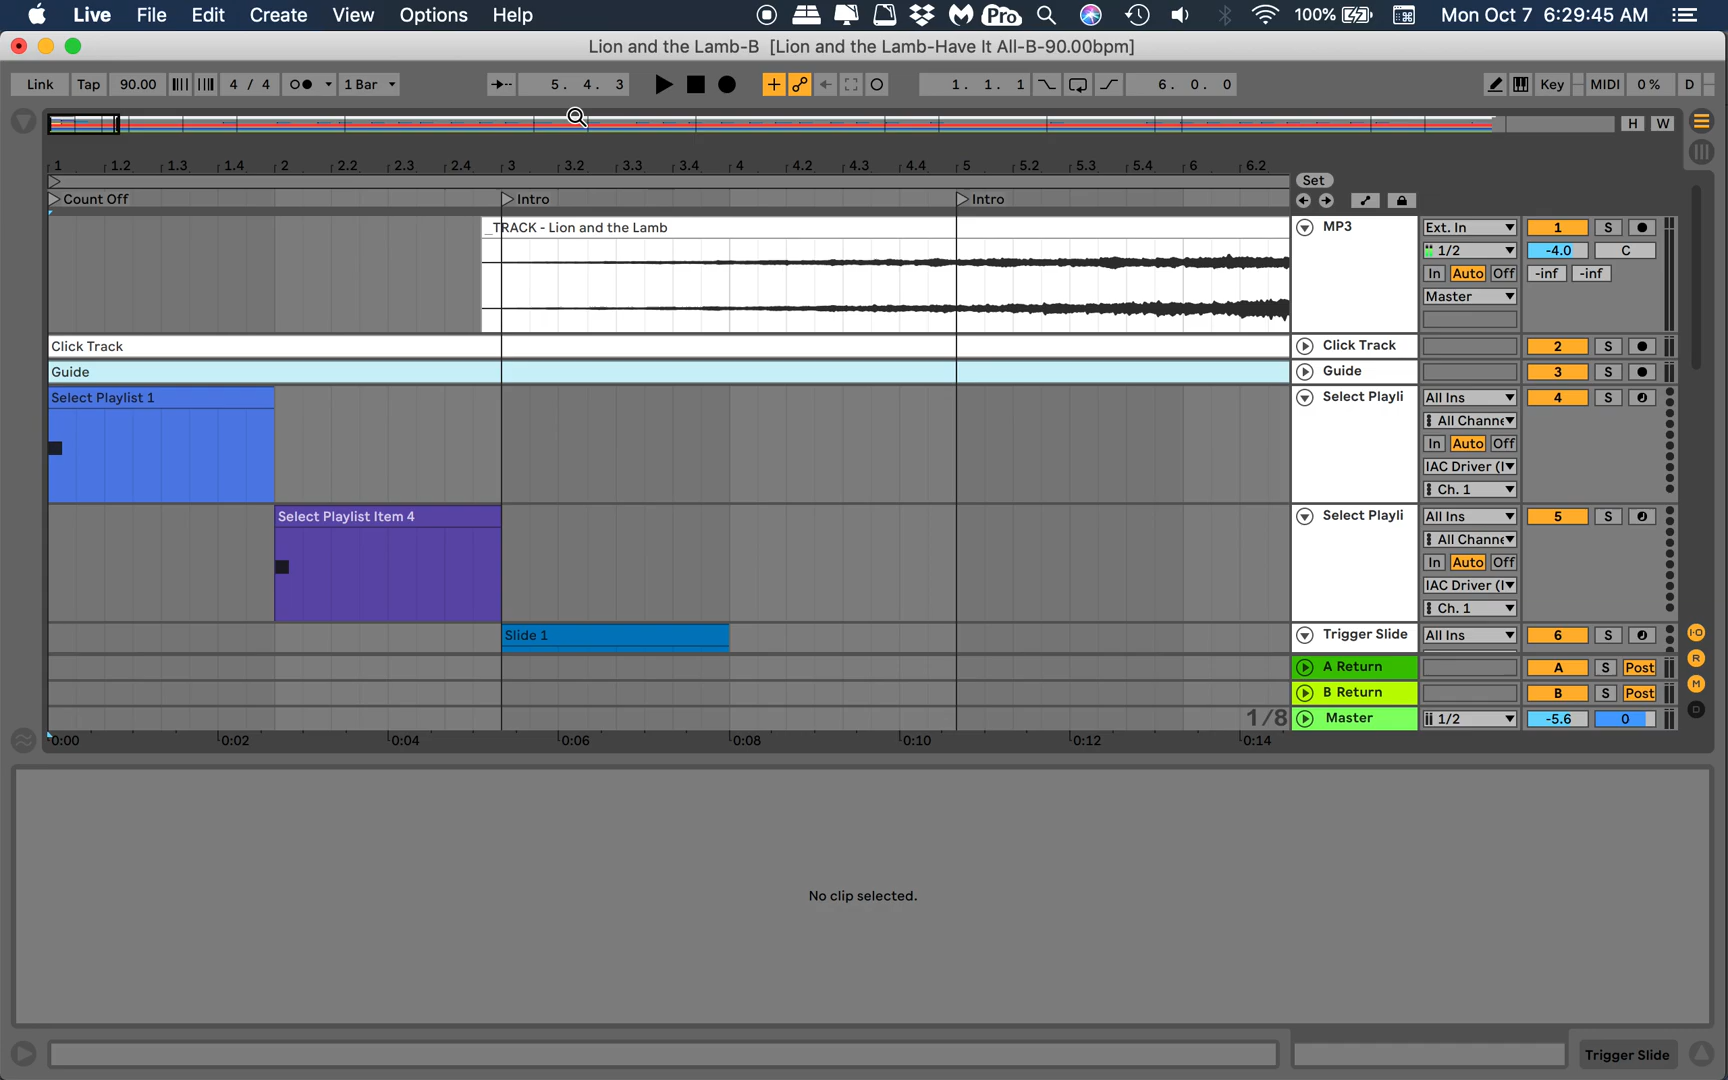 Live File Edit Create View Options Help Pro 100% Mon Oct 7 6:29:45 AM
Lion and the Lamb-B [Lion and the Lamb-Have It All-B-90.00bpm]
Link Tap 90.00 4 / 4 1 Bar 5. 4. 3 1. 1. 1 6. 0. 0 Key MIDI 0 % D
H W
1 1.2 1.3 1.4 2 2.2 2.3 2.4 3 3.2 3.3 3.4 4 4.2 4.3 4.4 5 5.2 5.3 5.4 6 6.2
Set
Count Off Intro Intro
_TRACK - Lion and the Lamb MP3 Ext. In 1 S
1/2 -4.0 C
In Auto Off -inf -inf
Master
Click Track Click Track 2 S
Guide Guide 3 S
Select Playlist 1 Select Playli All Ins 4 S
All Channe
In Auto Off
IAC Driver (I
Ch. 1
Select Playlist Item 4 Select Playli All Ins 5 S
All Channe
In Auto Off
IAC Driver (I
Ch. 1
Slide 1 Trigger Slide All Ins 6 S
I·O
A Return A S Post
R
B Return B S Post
M
1/8 Master 1/2 -5.6 0
D
0:00 0:02 0:04 0:06 0:08 0:10 0:12 0:14
No clip selected.
Trigger Slide